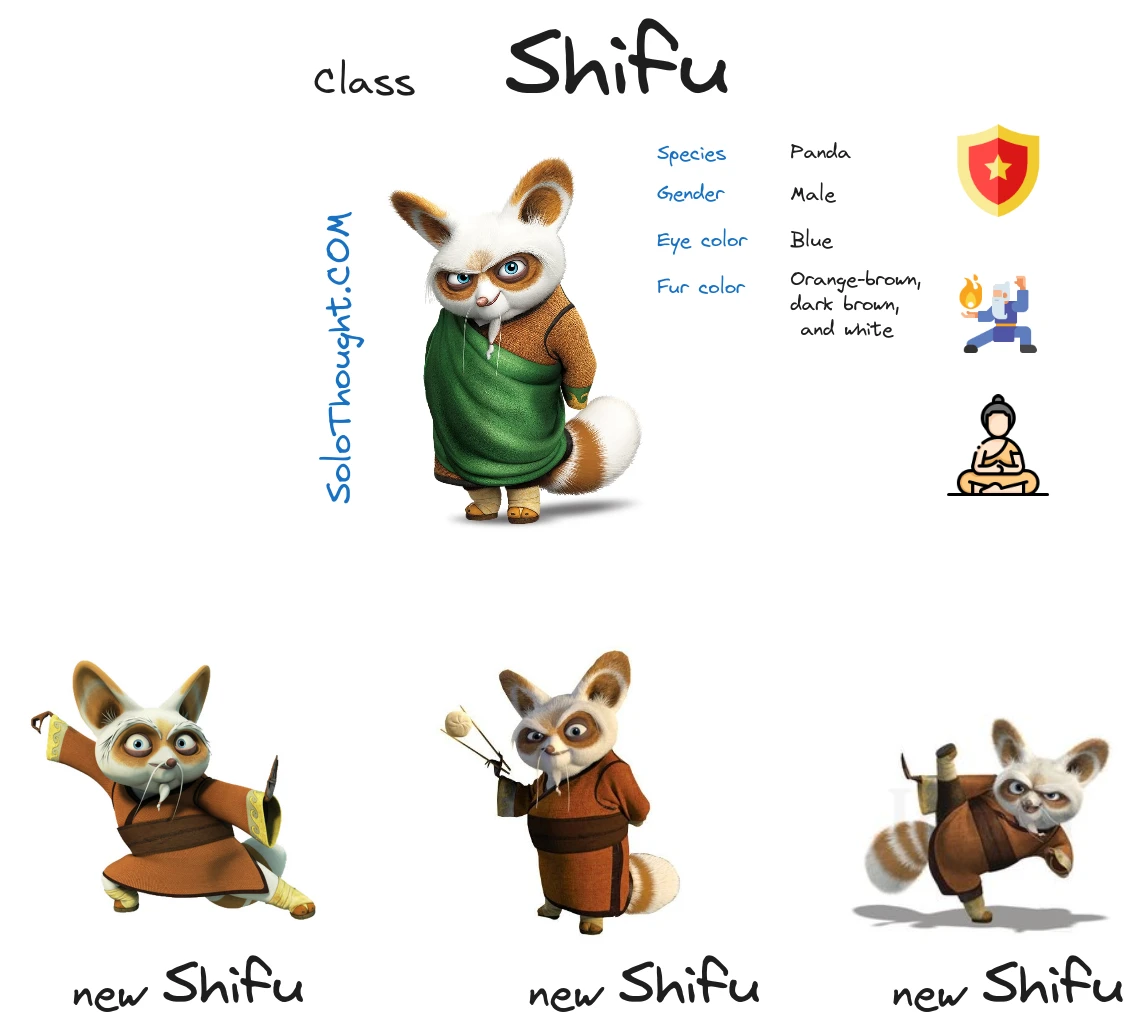 Class Shifu
SoloThought.COM
Species Panda
Gender Male
Eye color Blue
Fur color Orange-brown,
dark brown,
and white
new Shifu
new Shifu
new Shifu